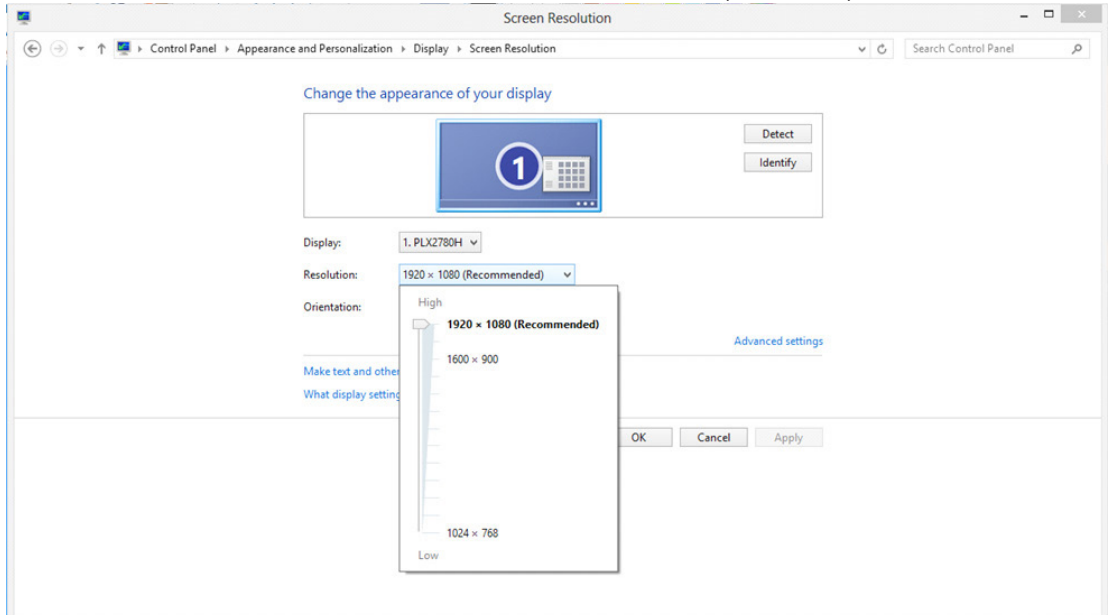 Screen Resolution
Control Panel Appearance and Personalization Display Screen Resolution
Search Control Panel
Change the appearance of your display
1
Detect
Identify
Display: 1. PLX2780H
Resolution: 1920 × 1080 (Recommended)
Orientation:
High
1920 × 1080 (Recommended)
Advanced settings
1600 × 900
Make text and other
What display setting
OK Cancel Apply
1024 × 768
Low